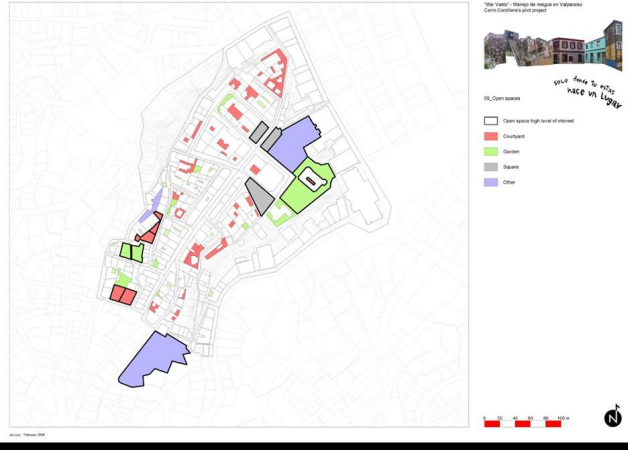 "Mar Vasto" - Manejo de riesgos en Valparaíso
Cerro Cordillera's pilot project
solo donde tu estas
hace un lugar
05_Open spaces
Open space high level of interest
Courtyard
Garden
Square
Other
0 20 40 60 80 100 m
N
January - February 2008